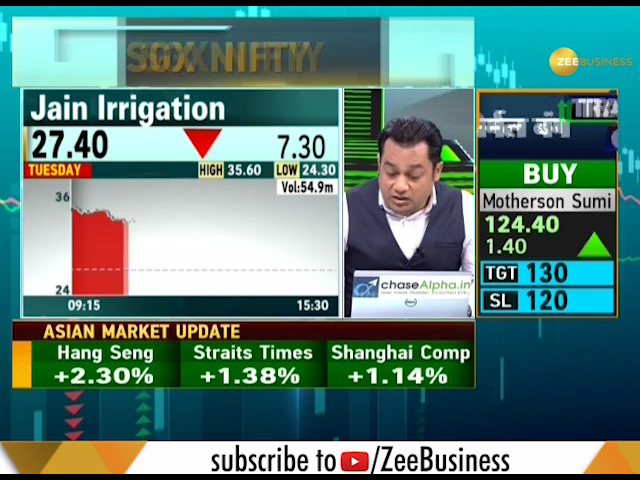 SGX NIFTY
ZEE BUSINESS
Jain Irrigation
27.40
7.30
TUESDAY
HIGH 35.60
LOW 24.30
Vol:54.9m
36
24
09:15
15:30
chaseAlpha.in
BUY
Motherson Sumi
124.40
1.40
TGT 130
SL 120
ASIAN MARKET UPDATE
Hang Seng
Straits Times
Shanghai Comp
+2.30%
+1.38%
+1.14%
subscribe to /ZeeBusiness